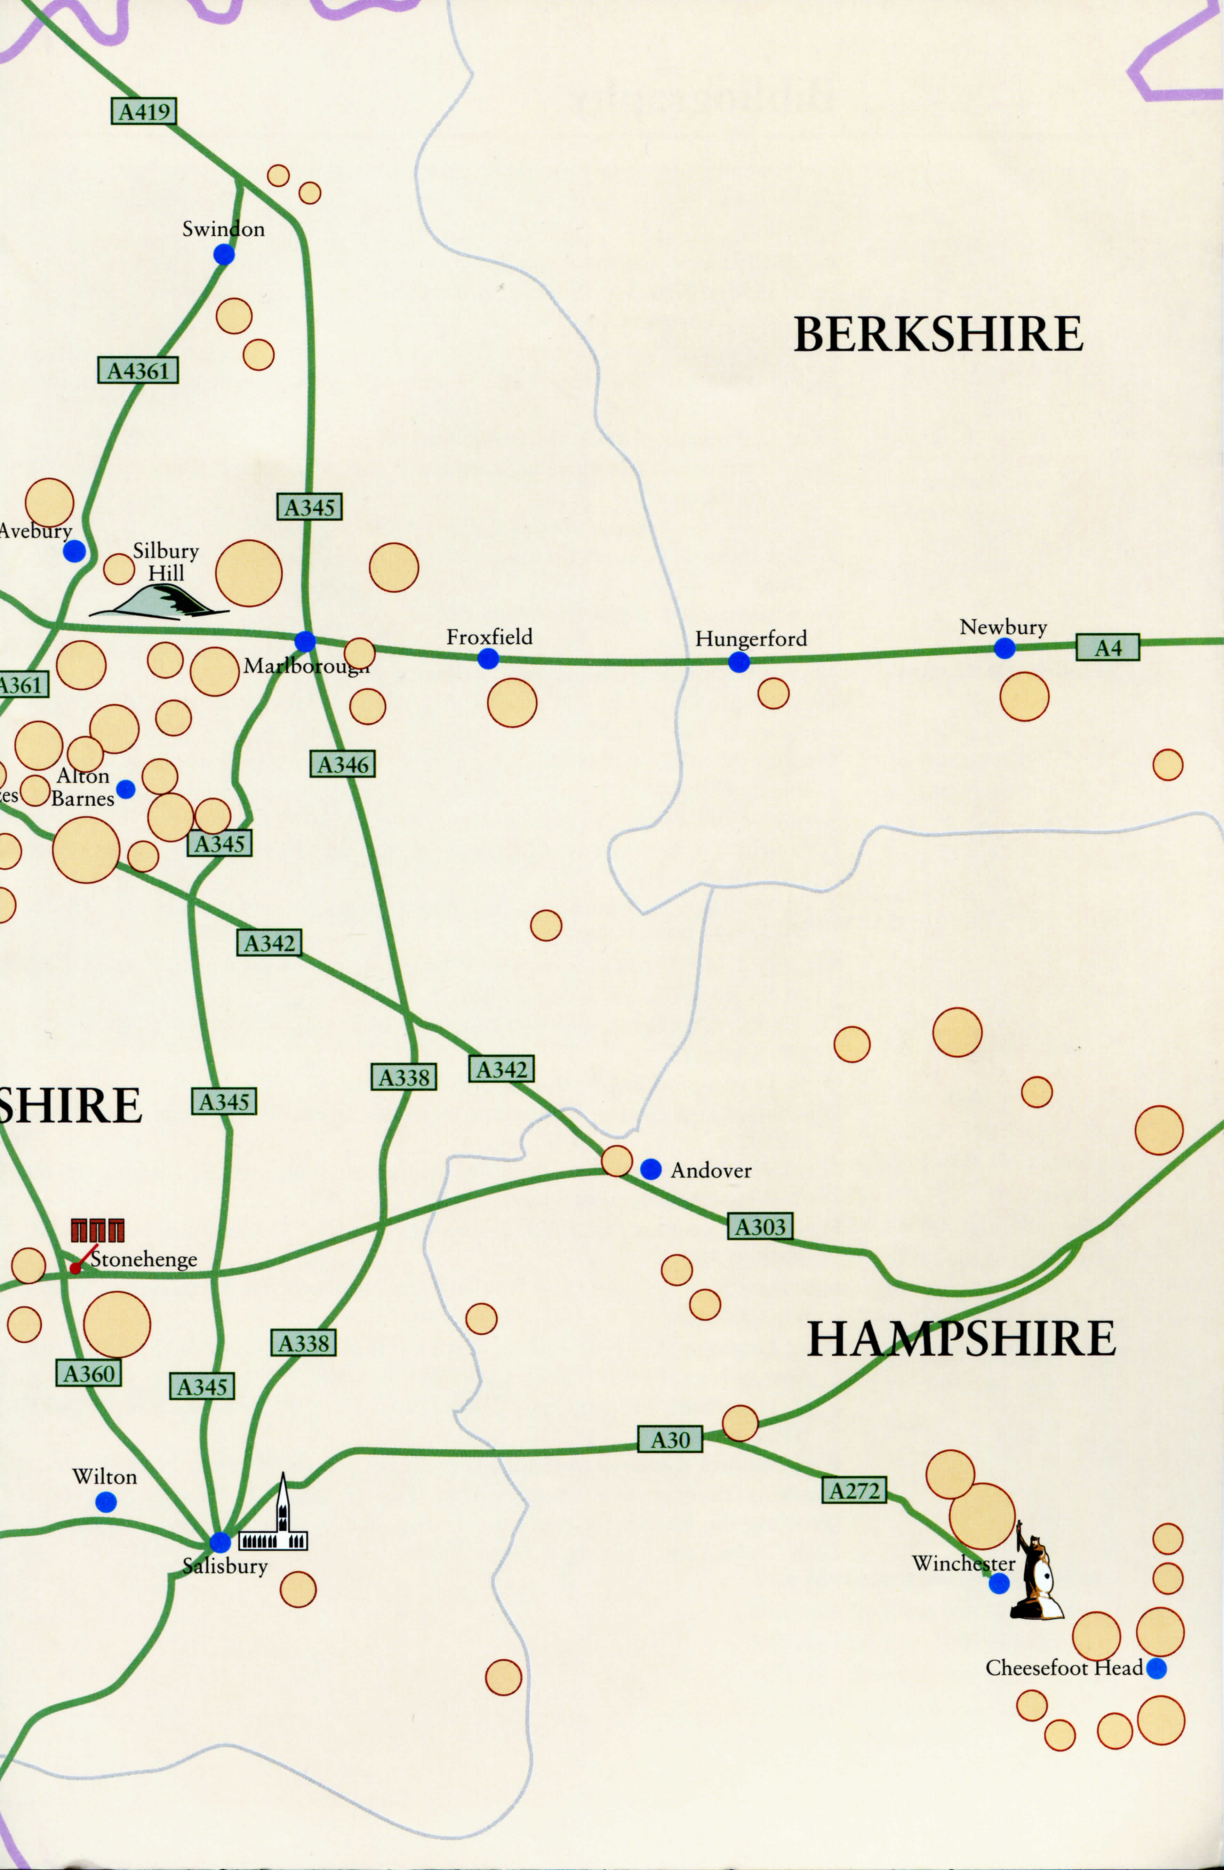 A419
Swindon
BERKSHIRE
A4361
A345
Avebury
Silbury
Hill
Froxfield
Hungerford
Newbury
A4
Marlborough
A361
A346
Alton
Barnes
A345
A342
A342
A338
A345
SHIRE
Andover
A303
Stonehenge
HAMPSHIRE
A338
A360
A345
A30
Wilton
A272
Winchester
Salisbury
Cheesefoot Head